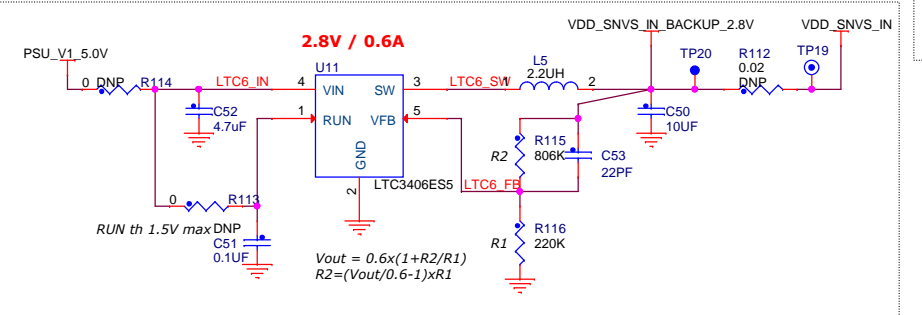 VDD_SNVS_IN_BACKUP_2.8V
VDD_SNVS_IN
2.8V / 0.6A
PSU_V1_5.0V
L5
2.2UH
TP20
R112
0.02
DNP
TP19
U11
0
DNP
R114
LTC6_IN
4
VIN
SW
3
LTC6_SW
1
2
C52
4.7uF
1
RUN
VFB
5
C50
10UF
GND
R2
R115
806K
C53
22PF
2
LTC3406ES5
LTC6_FB
0
R113
RUN th 1.5V max
DNP
C51
0.1UF
R1
R116
220K
Vout = 0.6x(1+R2/R1)
R2=(Vout/0.6-1)xR1